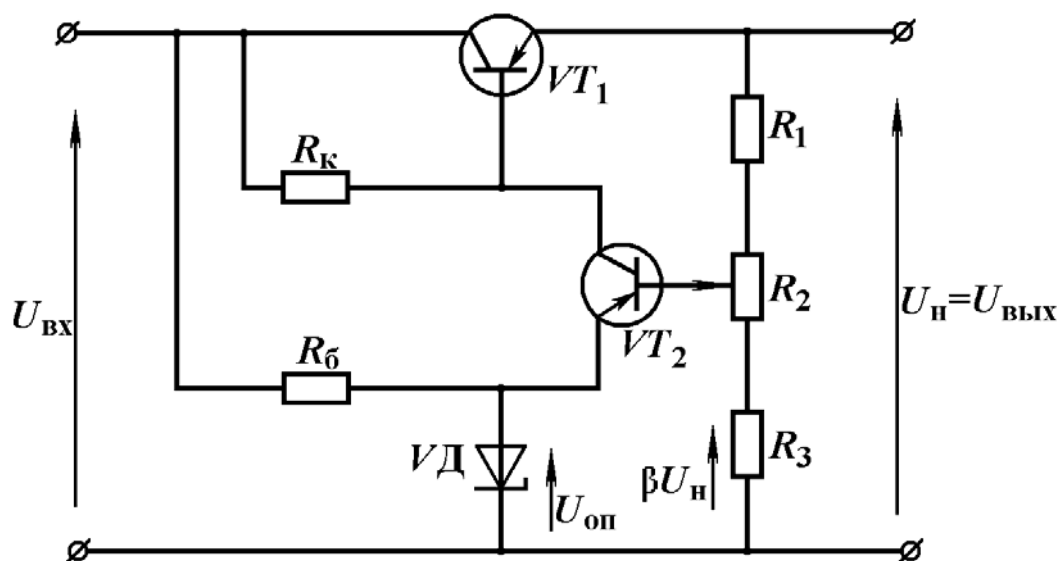 VT₁
R₁
Rк
Uвх
R₂
Uн=Uвых
VT₂
Rб
VД
Uоп
βUн
R₃